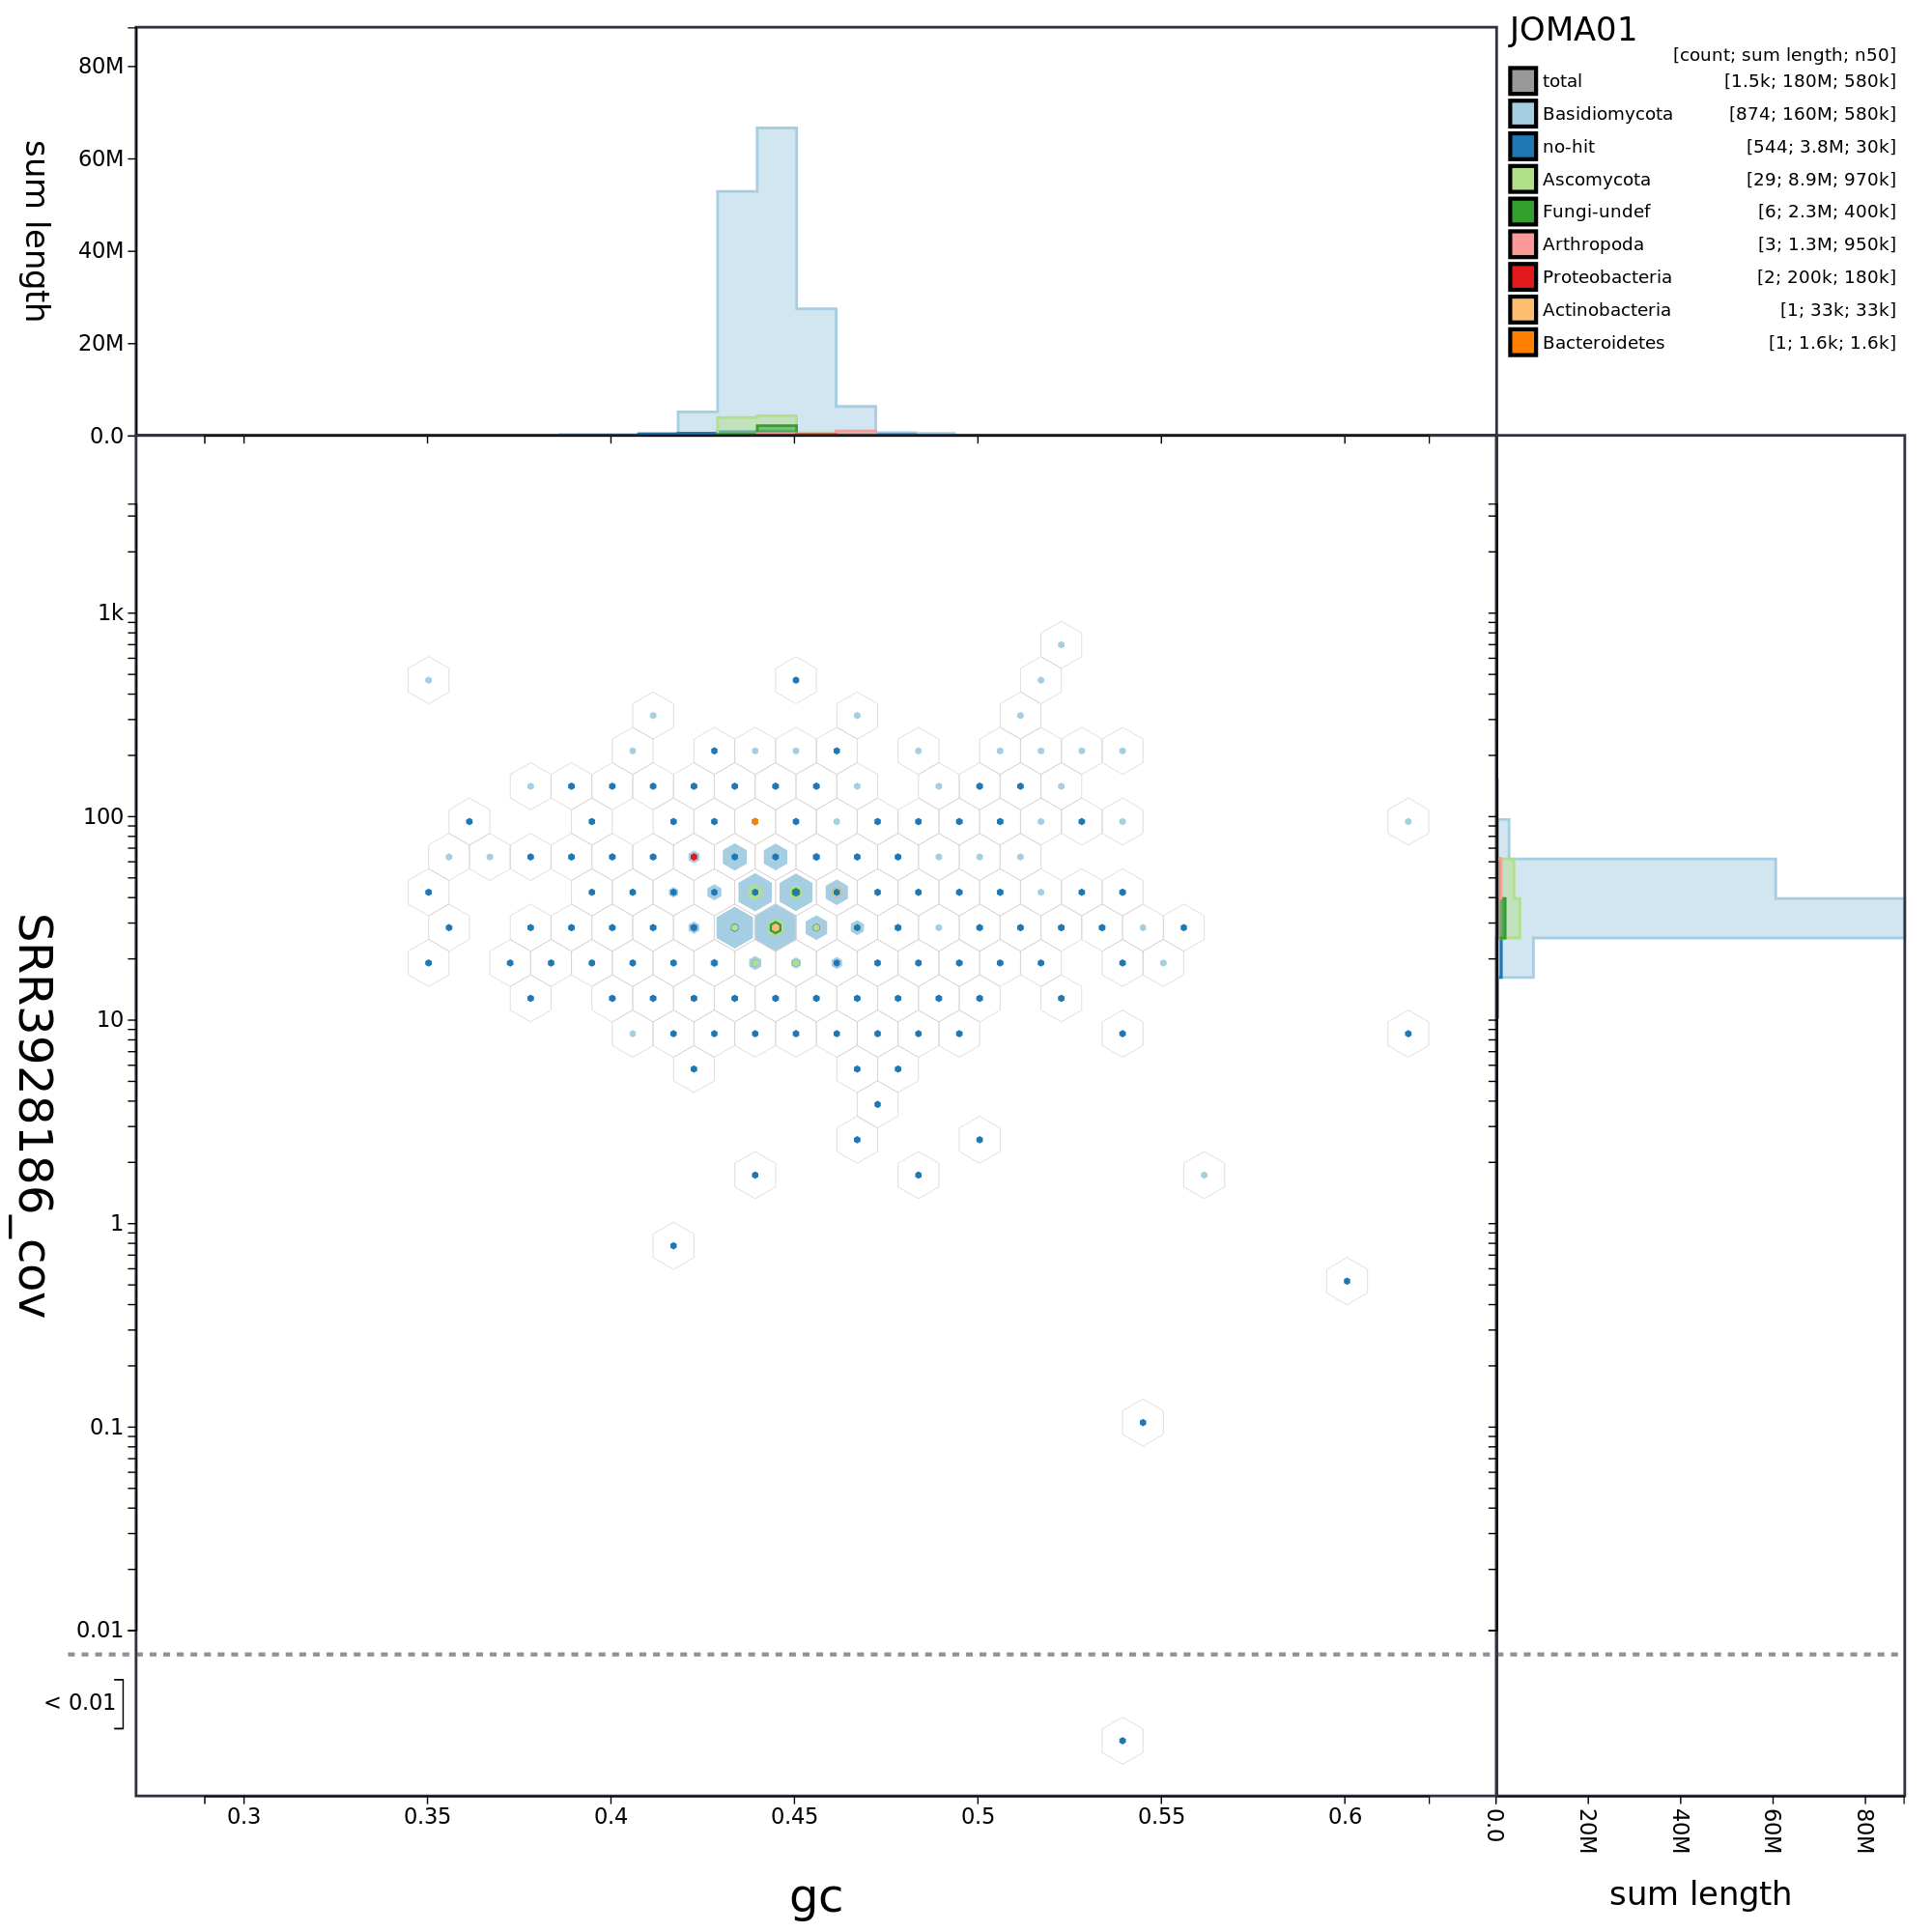 JOMA01
[count; sum length; n50]
total [1.5k; 180M; 580k]
Basidiomycota [874; 160M; 580k]
no-hit [544; 3.8M; 30k]
Ascomycota [29; 8.9M; 970k]
Fungi-undef [6; 2.3M; 400k]
Arthropoda [3; 1.3M; 950k]
Proteobacteria [2; 200k; 180k]
Actinobacteria [1; 33k; 33k]
Bacteroidetes [1; 1.6k; 1.6k]
sum length
80M
60M
40M
20M
0.0
SRR3928186_cov
1k
100
10
1
0.1
0.01
< 0.01
0.3 0.35 0.4 0.45 0.5 0.55 0.6
gc
0.0 20M 40M 60M 80M
sum length